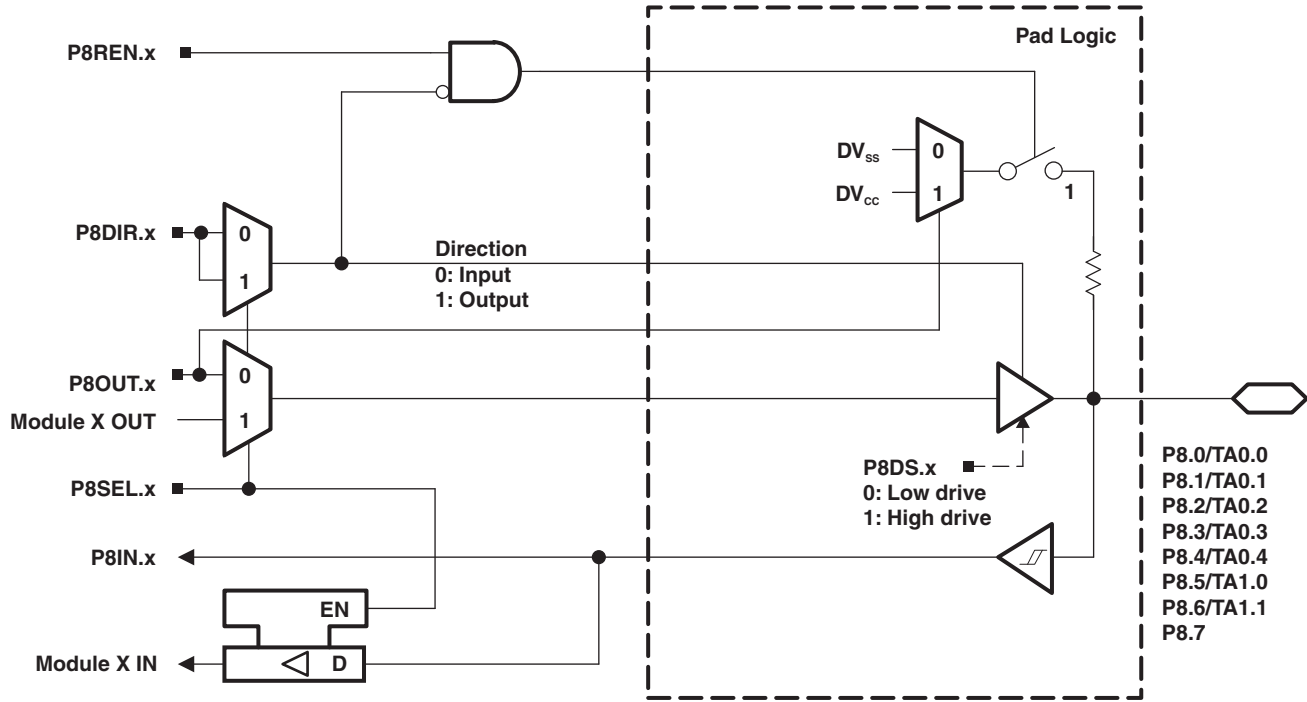 P8REN.x
Pad Logic
DVss
0
DVcc
1
1
P8DIR.x
0
1
Direction
0: Input
1: Output
P8OUT.x
0
Module X OUT
1
P8DS.x
0: Low drive
1: High drive
P8SEL.x
P8IN.x
EN
Module X IN
D
P8.0/TA0.0
P8.1/TA0.1
P8.2/TA0.2
P8.3/TA0.3
P8.4/TA0.4
P8.5/TA1.0
P8.6/TA1.1
P8.7